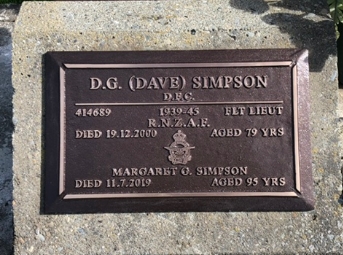 D.G. (DAVE) SIMPSON
D.F.C.
414689 1939-45 FLT LIEUT
R.N.Z.A.F.
DIED 19.12.2000 AGED 79 YRS
MARGARET O. SIMPSON
DIED 11.7.2019 AGED 95 YRS